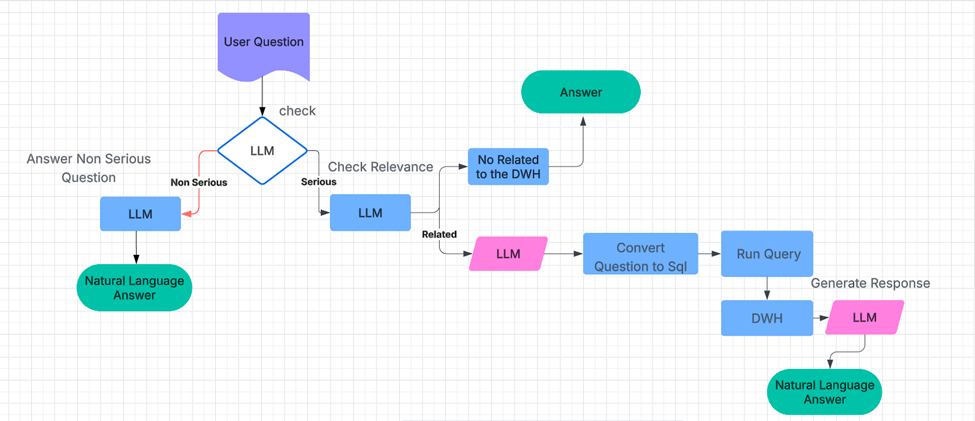 User Question
check
LLM
Answer Non Serious
Question
Non Serious
Serious
LLM
Natural Language
Answer
Check Relevance
LLM
No Related
to the DWH
Answer
Related
LLM
Convert
Question to Sql
Run Query
Generate Response
DWH
LLM
Natural Language
Answer